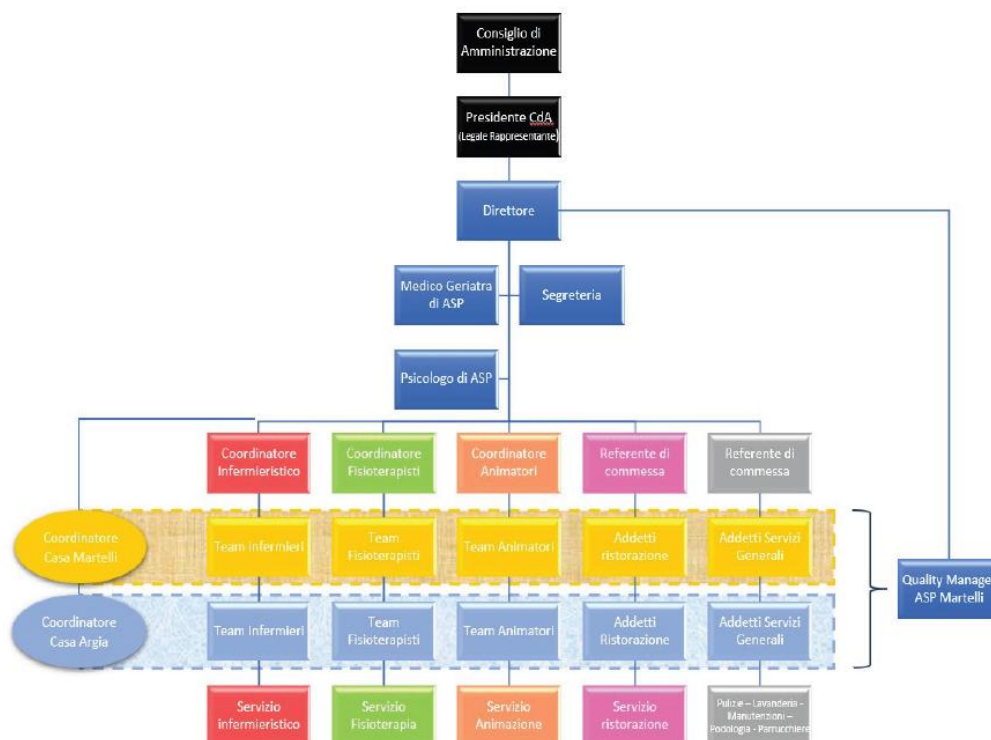 Consiglio di
Amministrazione
Presidente CdA
(Legale Rappresentante)
Direttore
Medico Geriatra
di ASP
Segreteria
Psicologo di ASP
Coordinatore
Infermieristico
Coordinatore
Fisioterapisti
Coordinatore
Animatori
Referente di
commessa
Referente di
commessa
Coordinatore
Casa Martelli
Team Infermieri
Team
Fisioterapisti
Team Animatori
Addetti
ristorazione
Addetti Servizi
Generali
Quality Manager
ASP Martelli
Coordinatore
Casa Argia
Team Infermieri
Team
Fisioterapisti
Team Animatori
Addetti
Ristorazione
Addetti Servizi
Generali
Servizio
infermieristico
Servizio
Fisioterapia
Servizio
Animazione
Servizio
ristorazione
Pulizie – Lavanderia -
Manutenzioni –
Podologia - Parrucchiere